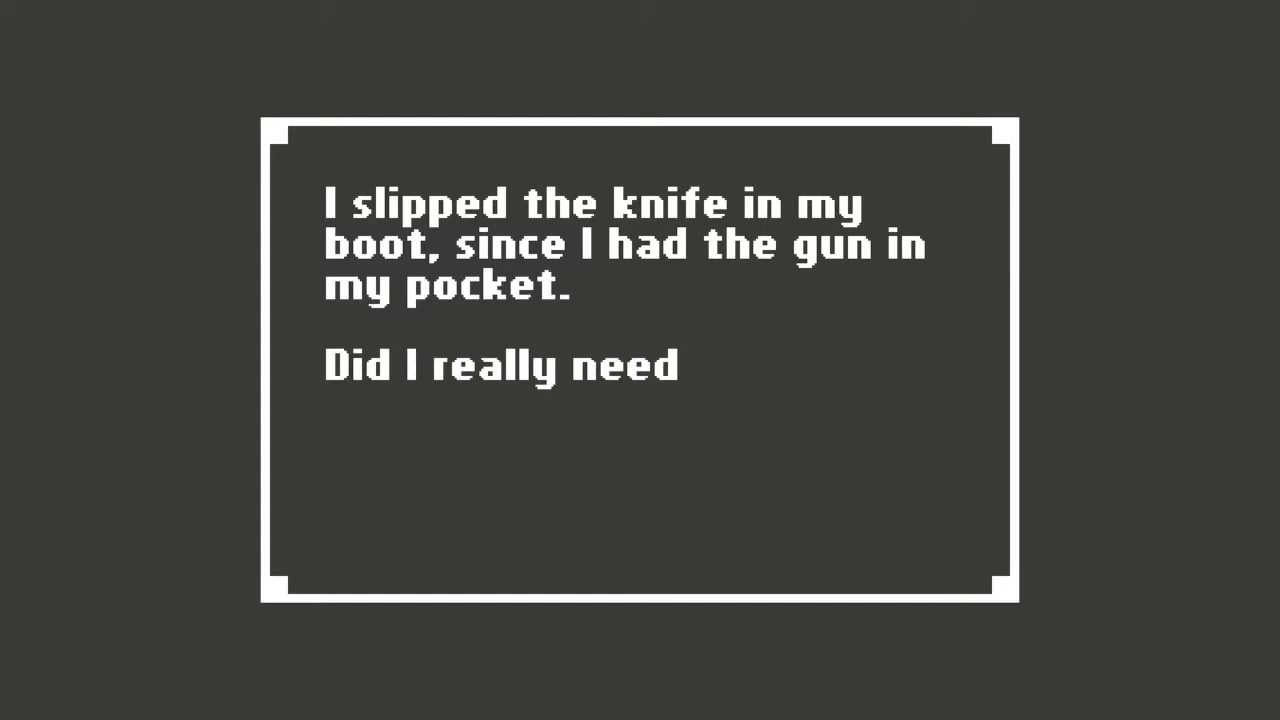 I slipped the knife in my
boot, since I had the gun in
my pocket.
Did I really need